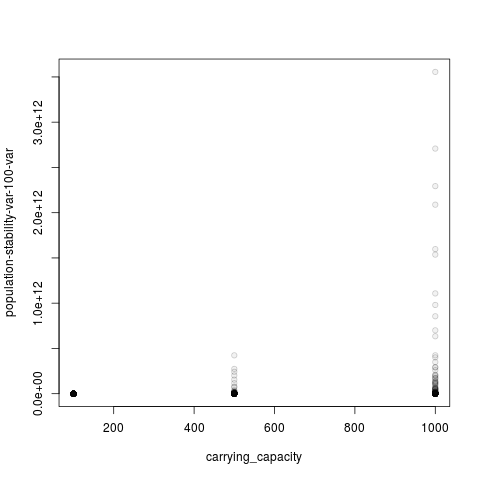 population-stability-var-100-var
3.0e+12
2.0e+12
1.0e+12
0.0e+00
200
400
600
800
1000
carrying_capacity